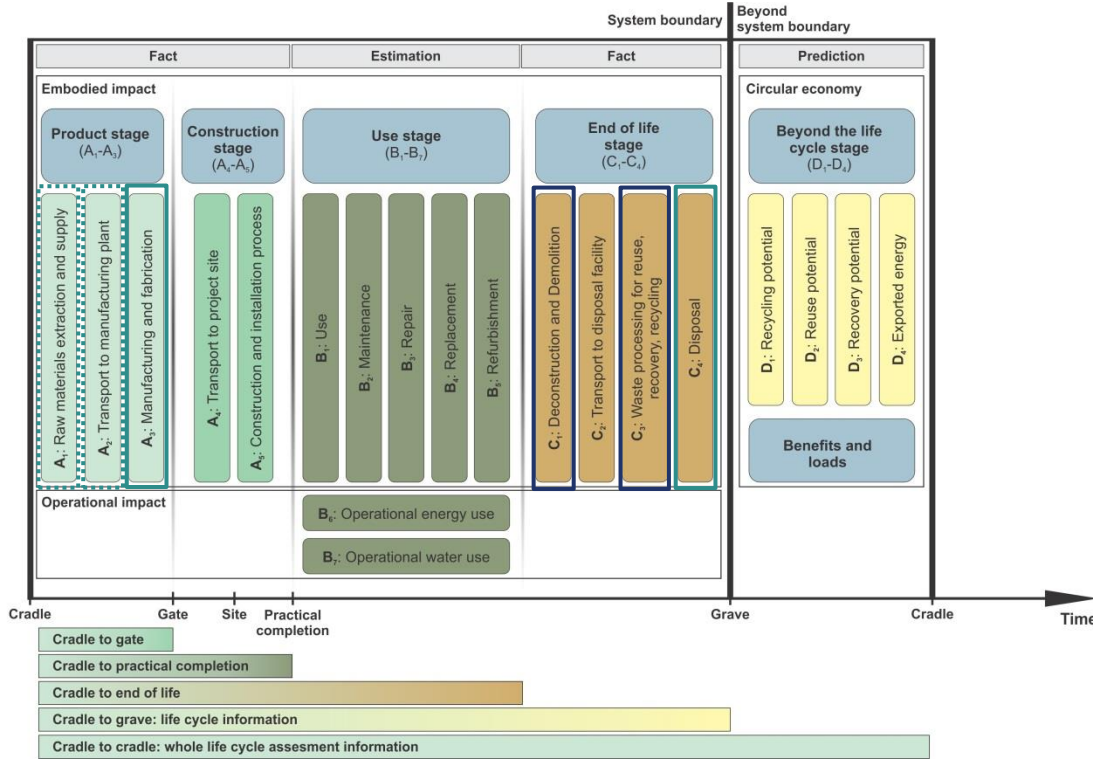 System boundary
Beyond
system boundary
Fact
Estimation
Fact
Prediction
Embodied impact
Circular economy
Product stage
(A₁-A₃)
Construction
stage
(A₄-A₅)
Use stage
(B₁-B₇)
End of life
stage
(C₁-C₄)
Beyond the life
cycle stage
(D₁-D₄)
A₁: Raw materials extraction and supply
A₂: Transport to manufacturing plant
A₃: Manufacturing and fabrication
A₄: Transport to project site
A₅: Construction and installation process
B₁: Use
B₂: Maintenance
B₃: Repair
B₄: Replacement
B₅: Refurbishment
C₁: Deconstruction and Demolition
C₂: Transport to disposal facility
C₃: Waste processing for reuse,
recovery, recycling
C₄: Disposal
D₁: Recycling potential
D₂: Reuse potential
D₃: Recovery potential
D₄: Exported energy
Benefits and
loads
Operational impact
B₆: Operational energy use
B₇: Operational water use
Cradle
Gate
Site
Practical
completion
Grave
Cradle
Time
Cradle to gate
Cradle to practical completion
Cradle to end of life
Cradle to grave: life cycle information
Cradle to cradle: whole life cycle assesment information